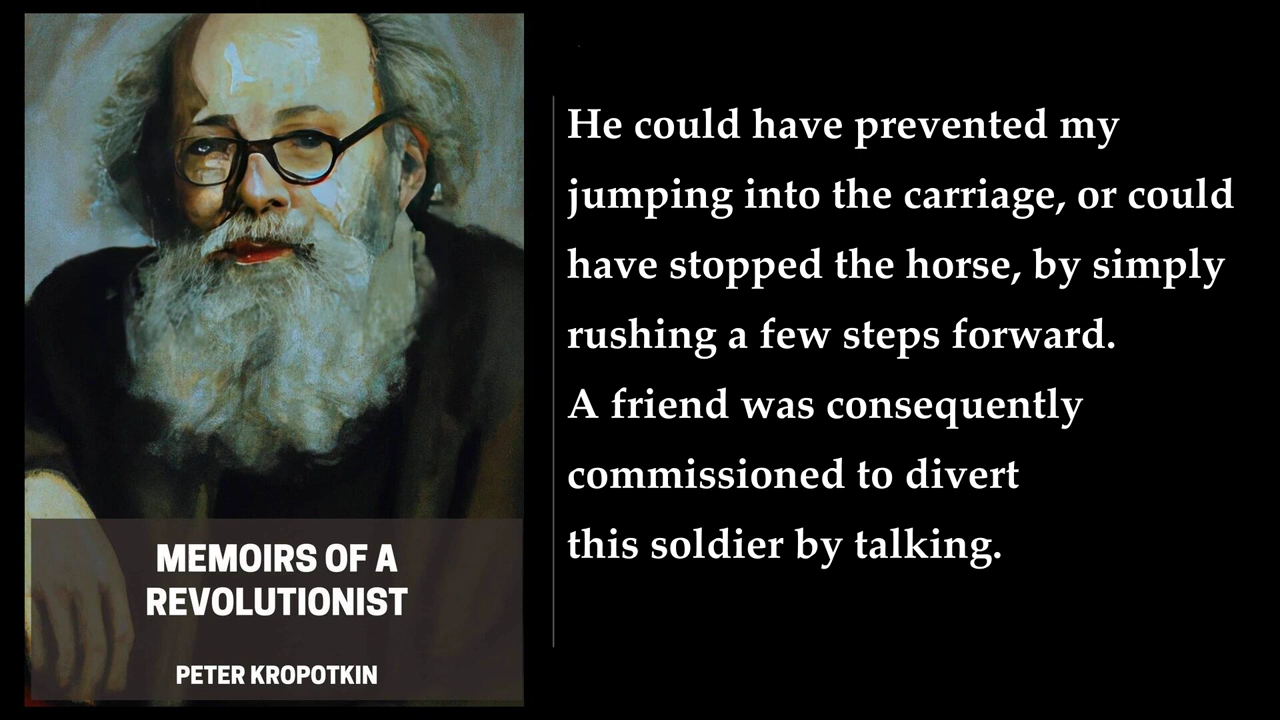 He could have prevented my
jumping into the carriage, or could
have stopped the horse, by simply
rushing a few steps forward.
A friend was consequently
commissioned to divert
this soldier by talking.
MEMOIRS OF A
REVOLUTIONIST
PETER KROPOTKIN